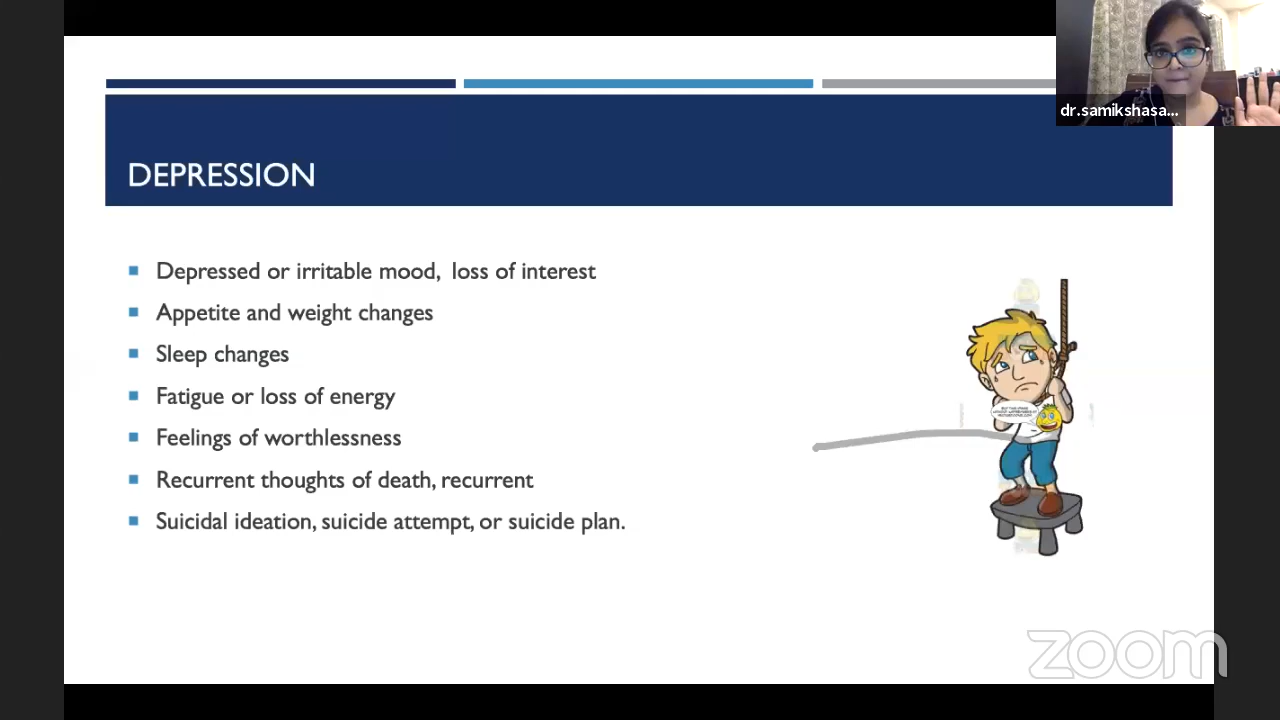 dr.samikshasa...
DEPRESSION
Depressed or irritable mood, loss of interest
Appetite and weight changes
Sleep changes
Fatigue or loss of energy
Feelings of worthlessness
Recurrent thoughts of death, recurrent
Suicidal ideation, suicide attempt, or suicide plan.
zoom